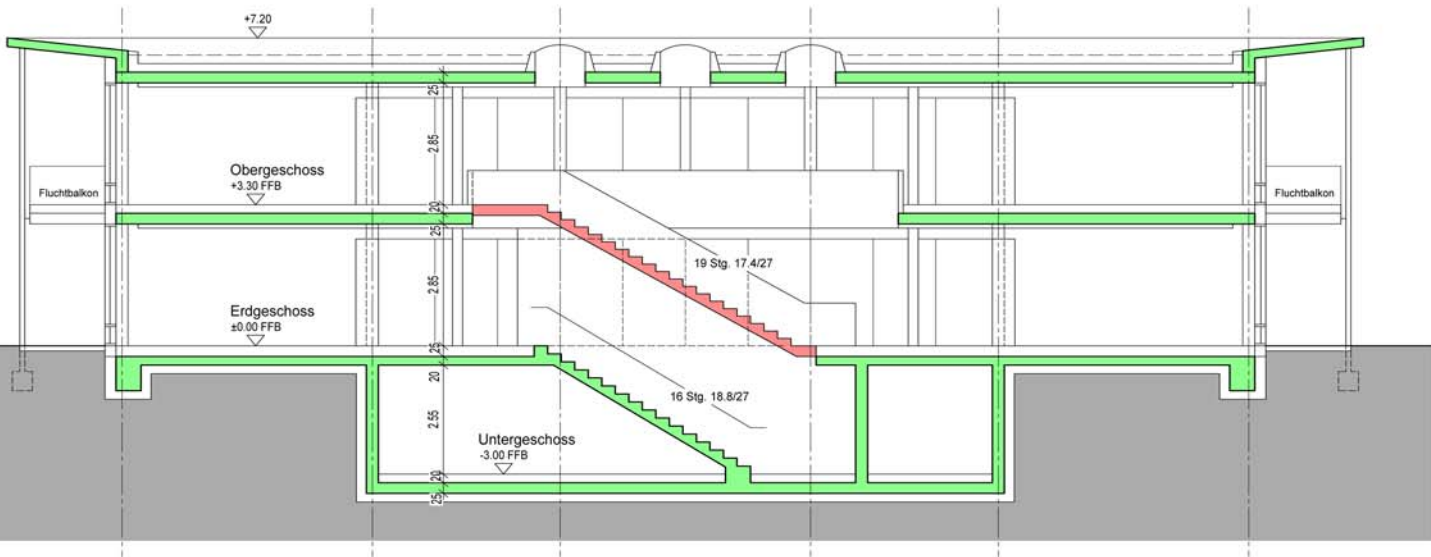 +7.20
25
2.85
Obergeschoss
+3.30 FFB
Fluchtbalkon
Fluchtbalkon
20
25
19 Stg. 17.4/27
2.85
Erdgeschoss
±0.00 FFB
25
20
16 Stg. 18.8/27
2.55
Untergeschoss
-3.00 FFB
20
25